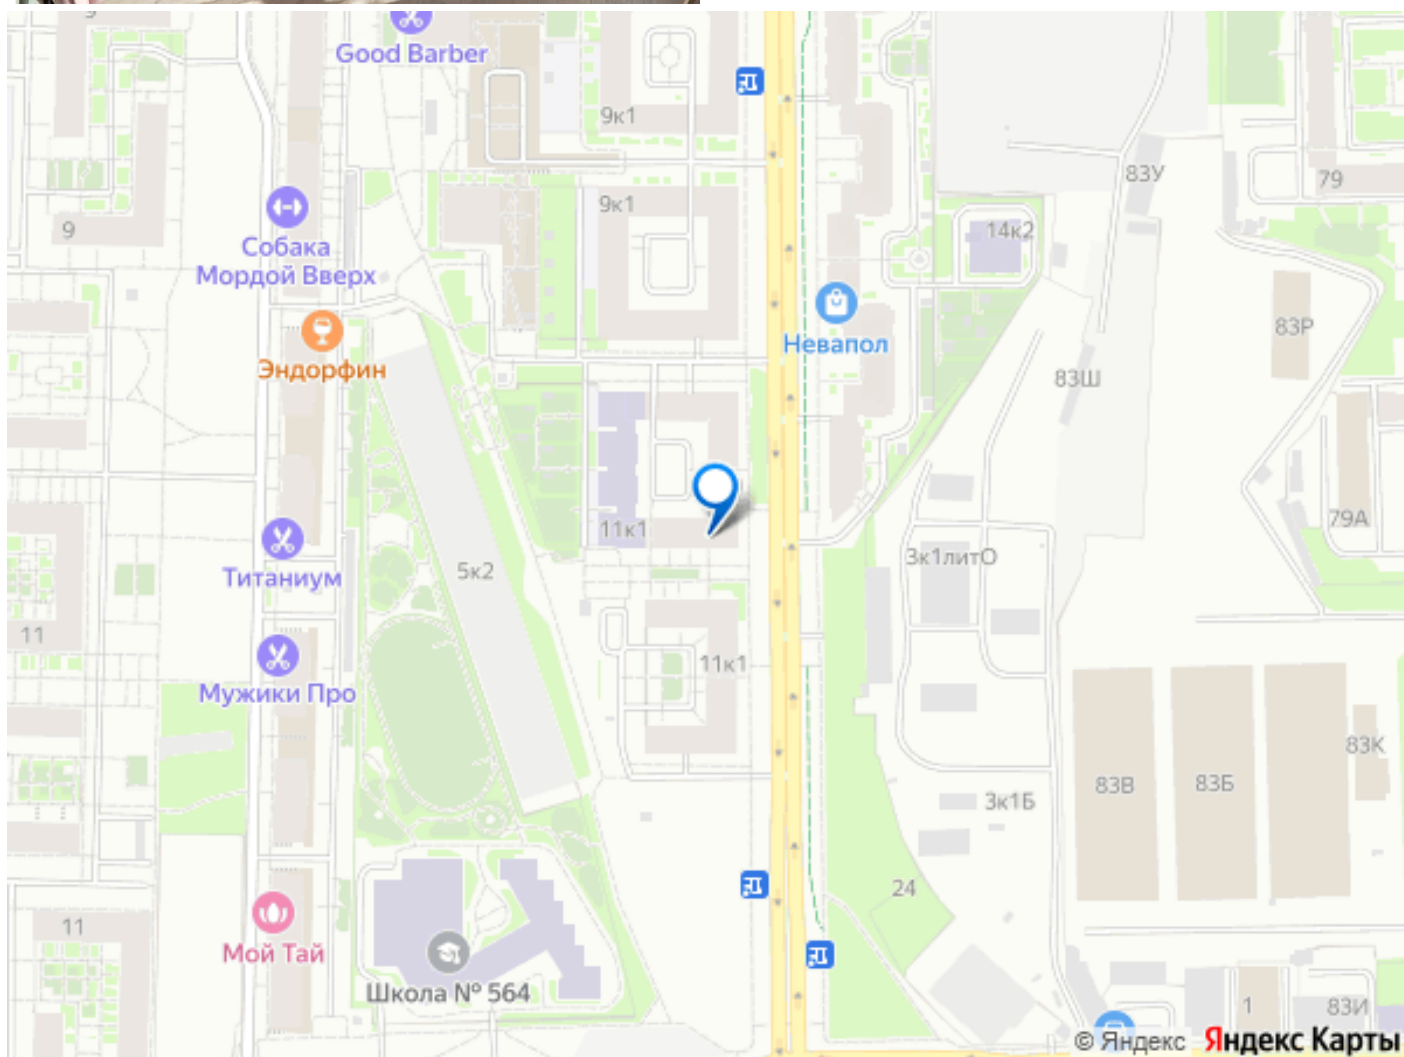 9
Good Barber
9к1
83У
79
9
Собака
Мордой Вверх
9к1
14к2
Невапол
83Р
Эндорфин
83Ш
11к1
79А
Титаниум
5к2
3к1литО
11
11к1
Мужики Про
83К
83В
83Б
3к1Б
24
11
Мой Тай
Школа № 564
1
83И
© Яндекс Яндекс Карты